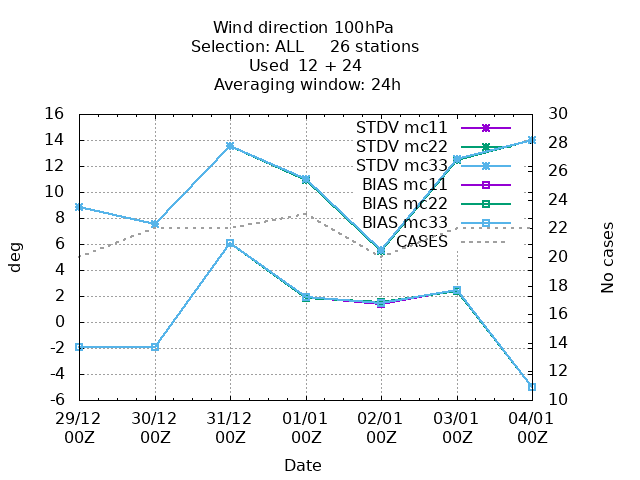 Wind direction 100hPa
Selection: ALL 26 stations
Used 12 + 24
Averaging window: 24h
16 30
14 28
12 26
10 24
8 22
6 20
4 18
2 16
0 14
-2 12
-4 10
-6
deg
No cases
STDV mc11
STDV mc22
STDV mc33
BIAS mc11
BIAS mc22
BIAS mc33
CASES
29/12 30/12 31/12 01/01 02/01 03/01 04/01
00Z 00Z 00Z 00Z 00Z 00Z 00Z
Date